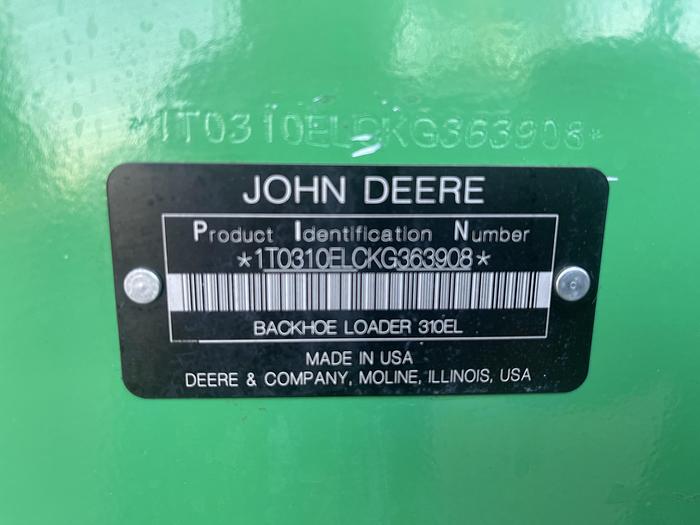 *1T0310ELCKG363908*
JOHN DEERE
Product Identification Number
*1T0310ELCKG363908*
BACKHOE LOADER 310EL
MADE IN USA
DEERE & COMPANY, MOLINE, ILLINOIS, USA